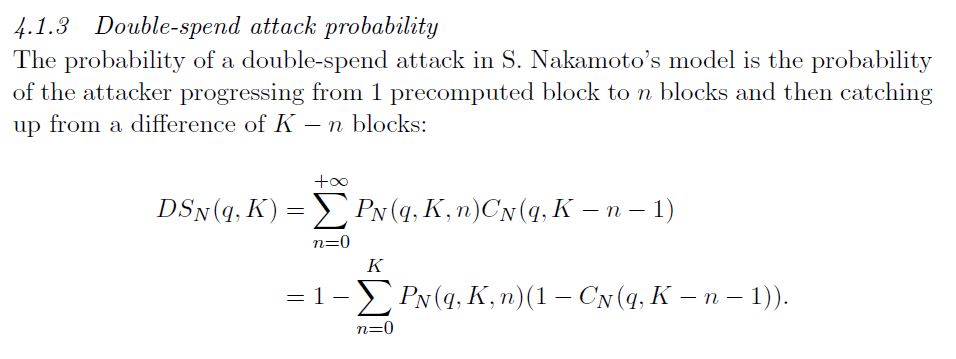 4.1.3 Double-spend attack probability
The probability of a double-spend attack in S. Nakamoto's model is the probability
of the attacker progressing from 1 precomputed block to n blocks and then catching
up from a difference of K − n blocks:
DS_N(q, K) = \sum_{n=0}^{+∞} P_N(q, K, n)C_N(q, K − n − 1)
= 1 − \sum_{n=0}^{K} P_N(q, K, n)(1 − C_N(q, K − n − 1)).